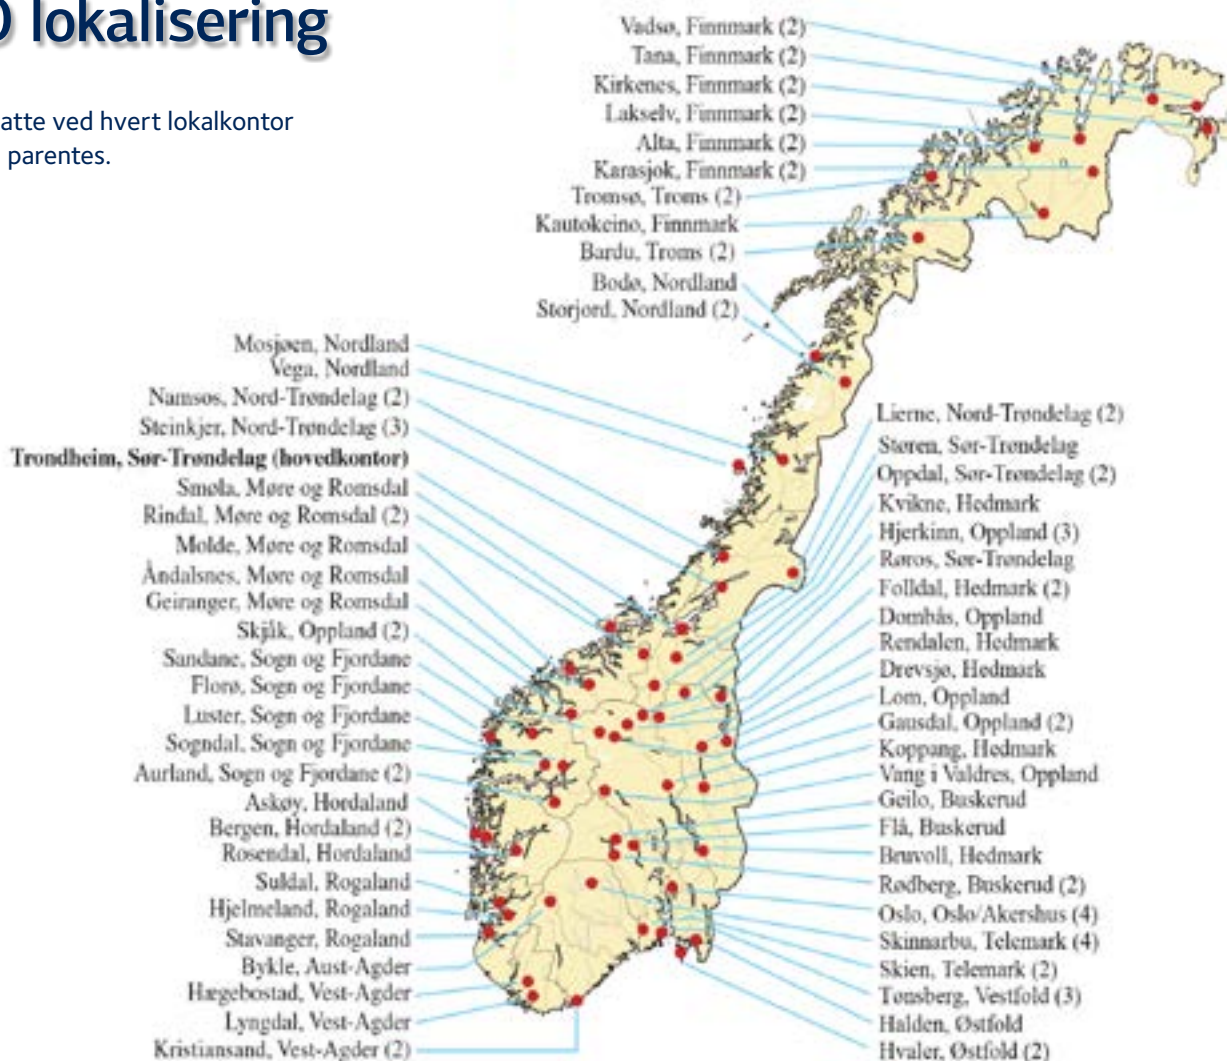 lokalisering
atte ved hvert lokalkontor
parentes.
Vadsø, Finnmark (2)
Tana, Finnmark (2)
Kirkenes, Finnmark (2)
Lakselv, Finnmark (2)
Alta, Finnmark (2)
Karasjok, Finnmark (2)
Tromsø, Troms (2)
Kautokeino, Finnmark
Bardu, Troms (2)
Bodø, Nordland
Storjord, Nordland (2)
Mosjøen, Nordland
Vega, Nordland
Namsos, Nord-Trøndelag (2)
Steinkjer, Nord-Trøndelag (3)
Trondheim, Sør-Trøndelag (hovedkontor)
Smøla, Møre og Romsdal
Rindal, Møre og Romsdal (2)
Molde, Møre og Romsdal
Åndalsnes, Møre og Romsdal
Geiranger, Møre og Romsdal
Skjåk, Oppland (2)
Sandane, Sogn og Fjordane
Florø, Sogn og Fjordane
Luster, Sogn og Fjordane
Sogndal, Sogn og Fjordane
Aurland, Sogn og Fjordane (2)
Askøy, Hordaland
Bergen, Hordaland (2)
Rosendal, Hordaland
Suldal, Rogaland
Hjelmeland, Rogaland
Stavanger, Rogaland
Bykle, Aust-Agder
Hægebostad, Vest-Agder
Lyngdal, Vest-Agder
Kristiansand, Vest-Agder (2)
Lierne, Nord-Trøndelag (2)
Støren, Sør-Trøndelag
Oppdal, Sør-Trøndelag (2)
Kvikne, Hedmark
Hjerkinn, Oppland (3)
Røros, Sør-Trøndelag
Folldal, Hedmark (2)
Dombås, Oppland
Rendalen, Hedmark
Drevsjø, Hedmark
Lom, Oppland
Gausdal, Oppland (2)
Koppang, Hedmark
Vang i Valdres, Oppland
Geilo, Buskerud
Flå, Buskerud
Bruvoll, Hedmark
Rødberg, Buskerud (2)
Oslo, Oslo/Akershus (4)
Skinnarbu, Telemark (4)
Skien, Telemark (2)
Tønsberg, Vestfold (3)
Halden, Østfold
Hvaler, Østfold (2)